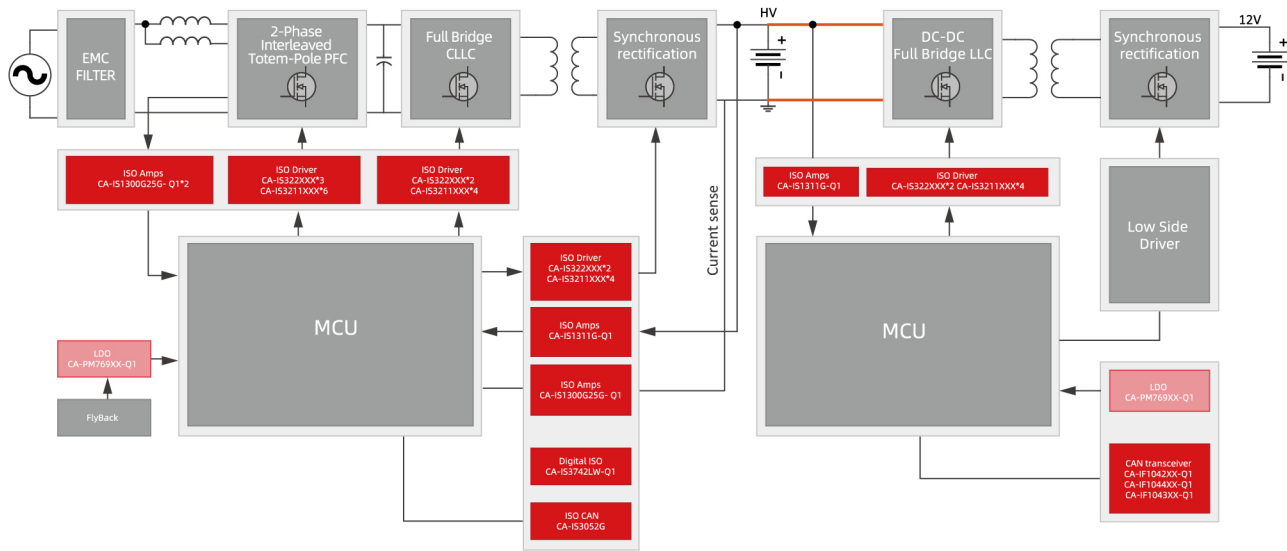 HV
12V
EMC
FILTER
2-Phase
Interleaved
Totem-Pole PFC
Full Bridge
CLLC
Synchronous
rectification
+
-
DC-DC
Full Bridge LLC
Synchronous
rectification
+
-
ISO Amps
CA-IS1300G25G- Q1*2
ISO Driver
CA-IS322XXX*3
CA-IS3211XXX*6
ISO Driver
CA-IS322XXX*2
CA-IS3211XXX*4
ISO Amps
CA-IS1311G-Q1
ISO Driver
CA-IS322XXX*2 CA-IS3211XXX*4
Low Side
Driver
Current sense
MCU
ISO Driver
CA-IS322XXX*2
CA-IS3211XXX*4
ISO Amps
CA-IS1311G-Q1
ISO Amps
CA-IS1300G25G- Q1
Digital ISO
CA-IS3742LW-Q1
ISO CAN
CA-IS3052G
LDO
CA-PM769XX-Q1
FlyBack
MCU
LDO
CA-PM769XX-Q1
CAN transceiver
CA-IF1042XX-Q1
CA-IF1044XX-Q1
CA-IF1043XX-Q1